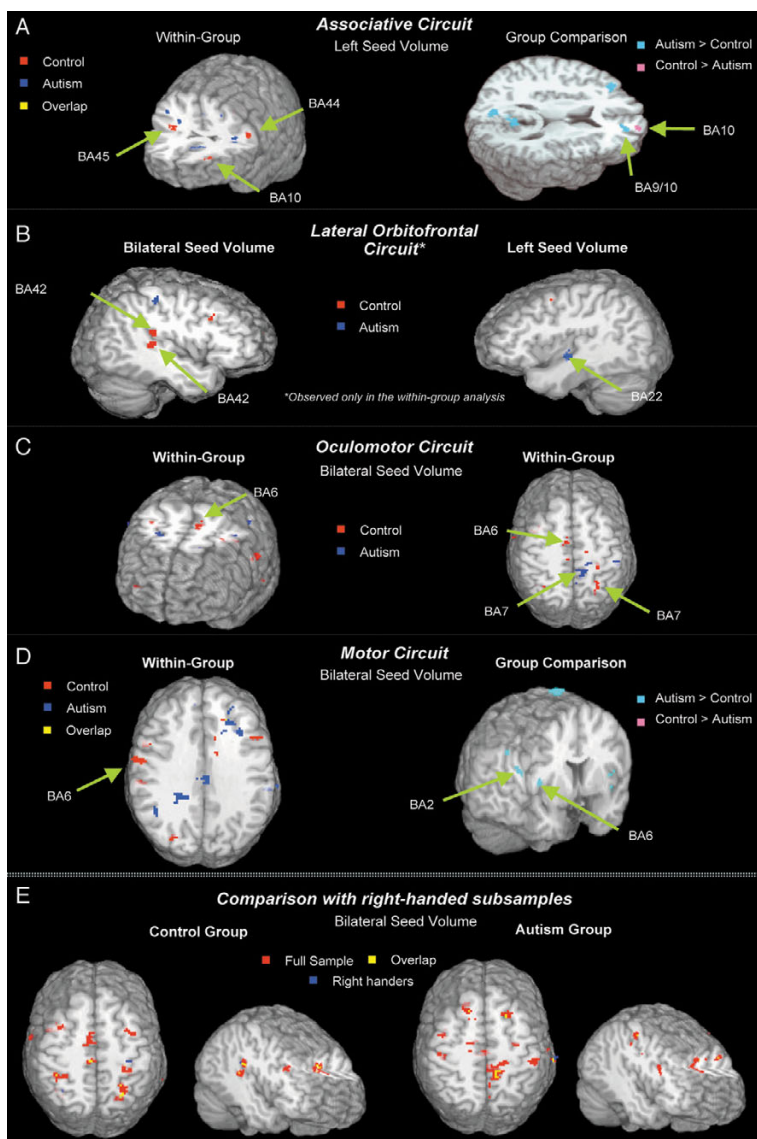 A
Associative Circuit
Within-Group
Left Seed Volume
Group Comparison
Control
Autism
Overlap
Autism > Control
Control > Autism
BA44
BA45
BA10
BA10
BA9/10
B
Lateral Orbitofrontal
Circuit*
Bilateral Seed Volume
Left Seed Volume
BA42
Control
Autism
BA42
BA22
*Observed only in the within-group analysis
C
Oculomotor Circuit
Within-Group
Bilateral Seed Volume
Within-Group
BA6
Control
Autism
BA6
BA7
BA7
D
Motor Circuit
Within-Group
Bilateral Seed Volume
Group Comparison
Control
Autism
Overlap
Autism > Control
Control > Autism
BA6
BA2
BA6
E
Comparison with right-handed subsamples
Bilateral Seed Volume
Control Group
Autism Group
Full Sample
Overlap
Right handers